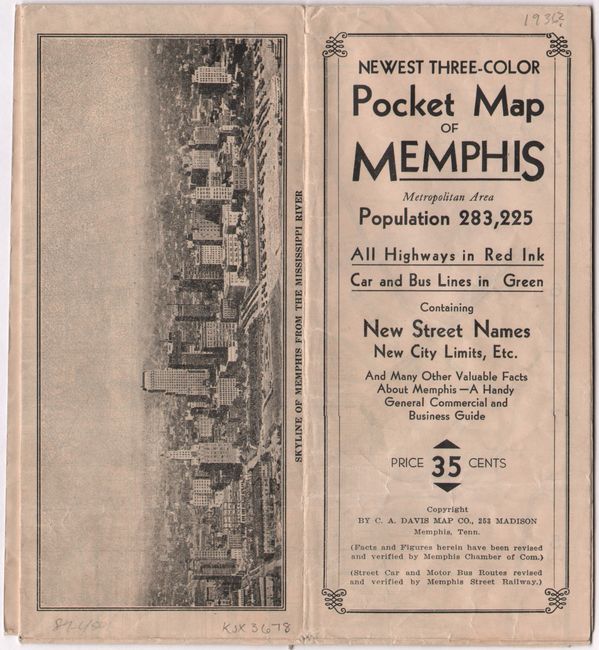 SKYLINE OF MEMPHIS FROM THE MISSISSIPPI RIVER
KJX 3678
NEWEST THREE-COLOR
Pocket Map
OF
MEMPHIS
Metropolitan Area
Population 283,225
All Highways in Red Ink
Car and Bus Lines in Green
Containing
New Street Names
New City Limits, Etc.
And Many Other Valuable Facts
About Memphis—A Handy
General Commercial and
Business Guide
PRICE 35 CENTS
Copyright
BY C. A. DAVIS MAP CO., 253 MADISON
Memphis, Tenn.
(Facts and Figures herein have been revised
and verified by Memphis Chamber of Com.)
(Street Car and Motor Bus Routes revised
and verified by Memphis Street Railway.)